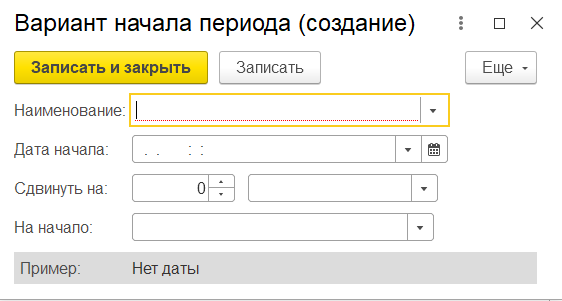 Вариант начала периода (создание)
Записать и закрыть Записать Еще
Наименование:
Дата начала: . . : :
Сдвинуть на: 0
На начало:
Пример: Нет даты